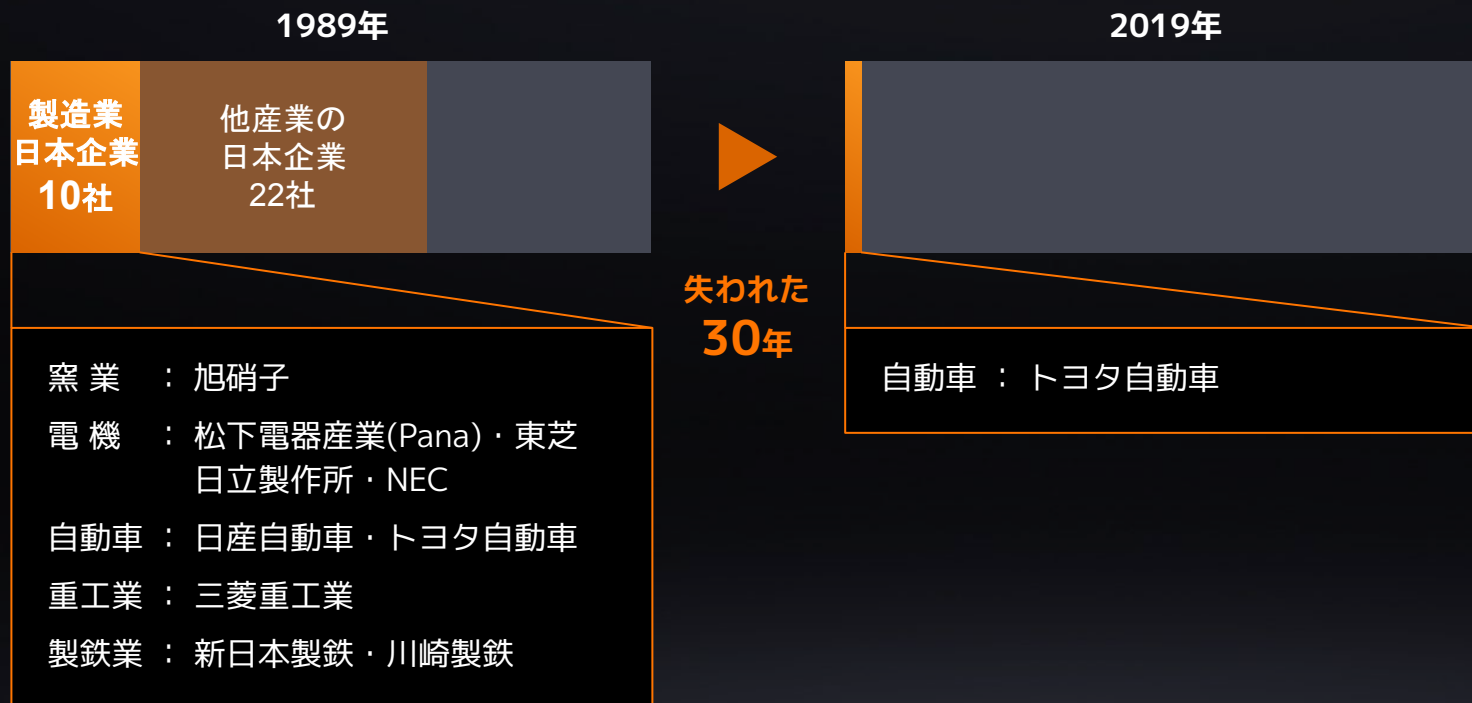 1989年
製造業
日本企業
10社
他産業の
日本企業
22社
失われた
30年
窯 業 : 旭硝子
電 機 : 松下電器産業(Pana)・東芝
日立製作所・NEC
自動車 : 日産自動車・トヨタ自動車
重工業 : 三菱重工業
製鉄業 : 新日本製鉄・川崎製鉄
2019年
自動車 : トヨタ自動車